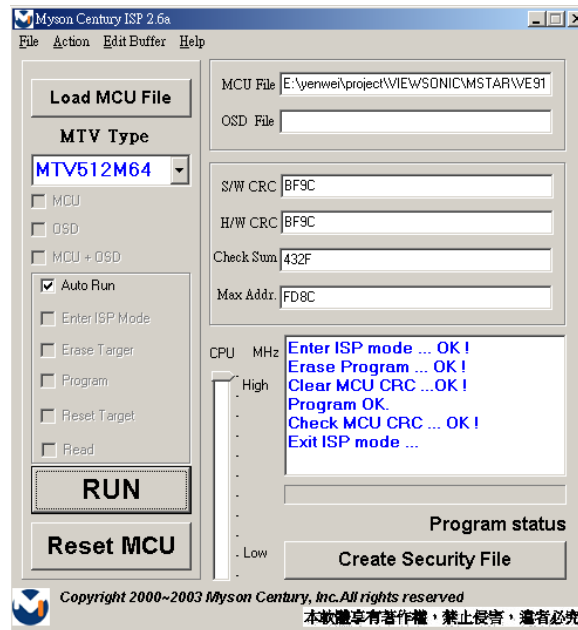 Myson Century ISP 2.6a
File Action Edit Buffer Help
Load MCU File
MTV Type
MTV512M64
MCU
OSD
MCU + OSD
Auto Run
Enter ISP Mode
Erase Targer
Program
Reset Target
Read
RUN
Reset MCU
MCU File E:\yenwei\project\VIEWSONIC\MSTAR\VE91
OSD File
S/W CRC BF9C
H/W CRC BF9C
Check Sum 432F
Max Addr. FD8C
CPU MHz
High
Low
Enter ISP mode ... OK !
Erase Program ... OK !
Clear MCU CRC ...OK !
Program OK.
Check MCU CRC ... OK !
Exit ISP mode ...
Program status
Create Security File
Copyright 2000~2003 Myson Century, Inc.All rights reserved
本軟體享有著作權，禁止侵害，違者必究